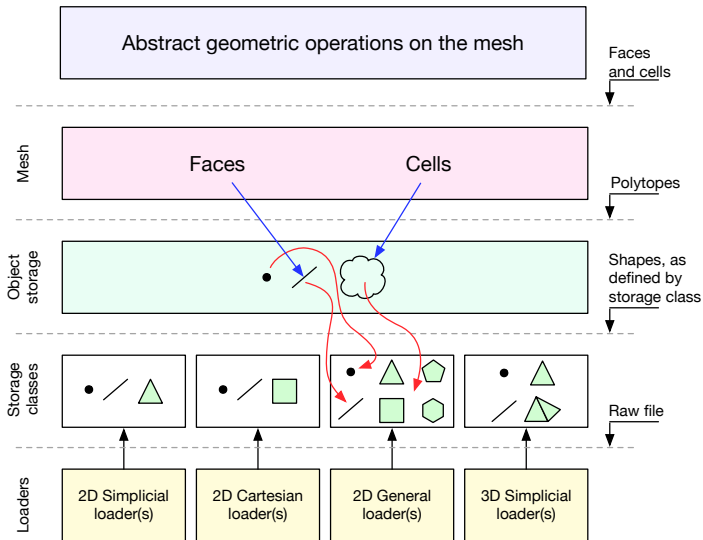 Abstract geometric operations on the mesh
Faces
and cells
Mesh
Faces
Cells
Polytopes
Object
storage
Shapes, as
defined by
storage class
Storage
classes
Raw file
Loaders
2D Simplicial
loader(s)
2D Cartesian
loader(s)
2D General
loader(s)
3D Simplicial
loader(s)